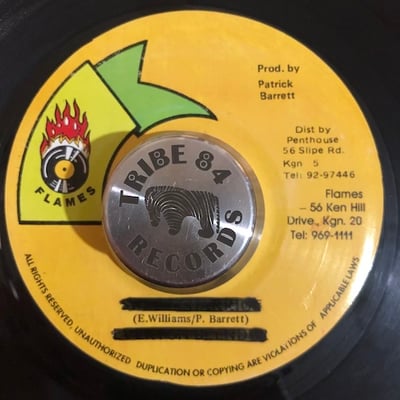 Prod. by
Patrick
Barrett
Dist by
Penthouse
56 Slipe Rd.
Kgn 5
Tel: 92-97446
Flames
– 56 Ken Hill
Drive., Kgn. 20
Tel: 969-1111
FLAMES
TRIBE 84
RECORDS
(E.Williams/P. Barrett)
ALL RIGHTS RESERVED. UNAUTHORIZED DUPLICATION OR COPYING ARE VIOLATIONS OF APPLICABLE LAWS